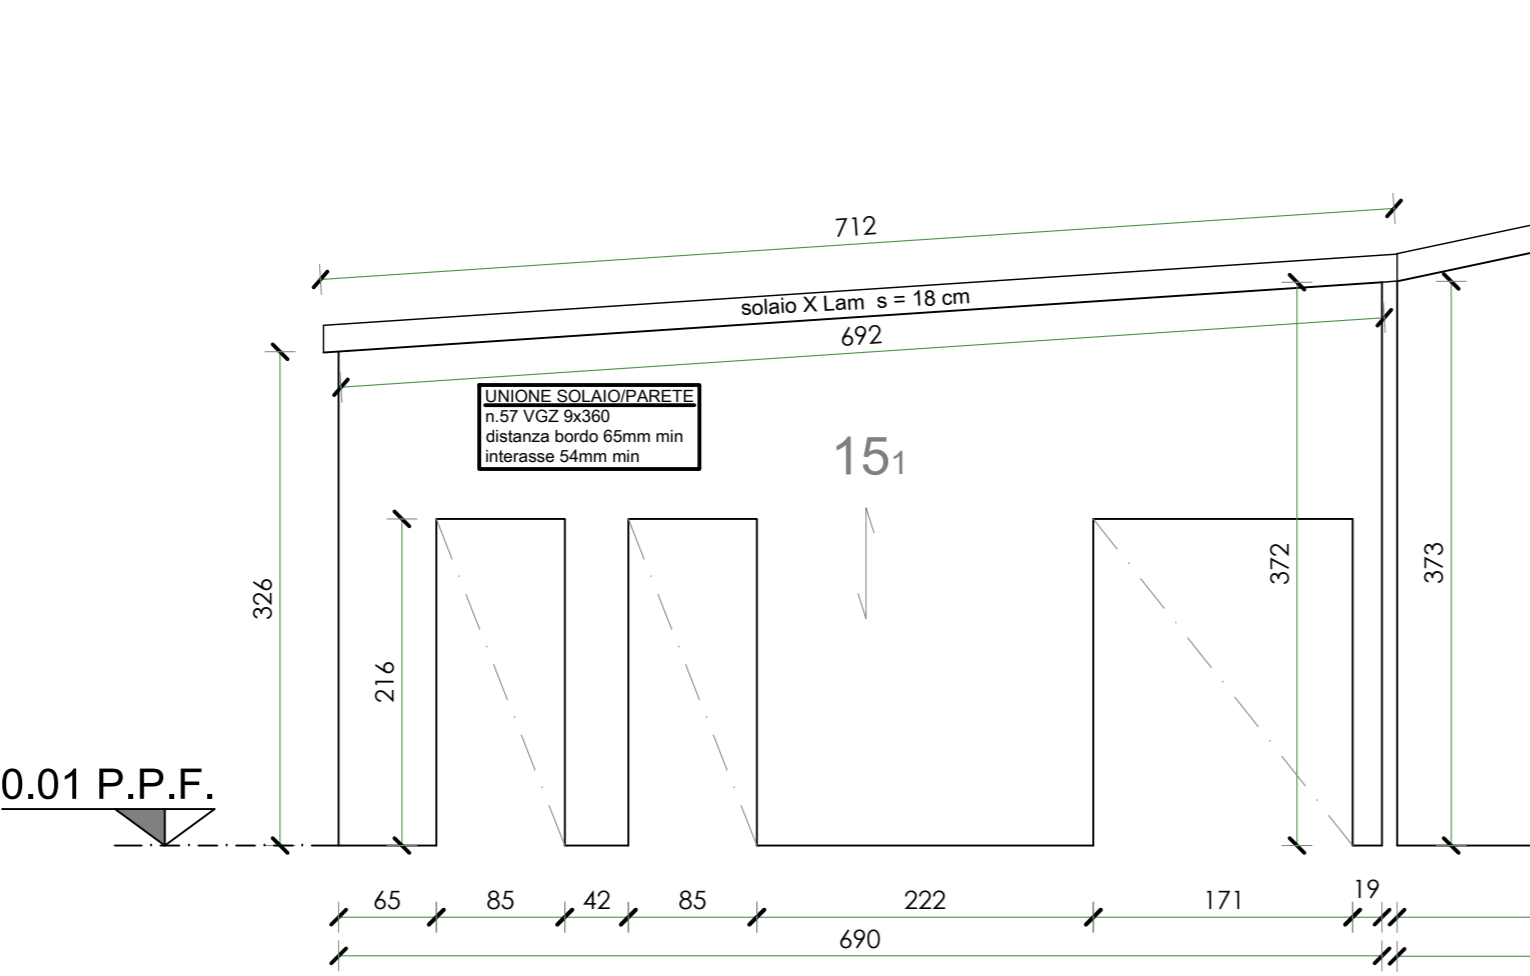 712
solaio X Lam s = 18 cm
692
UNIONE SOLAIO/PARETE
n.57 VGZ 9x360
distanza bordo 65mm min
interasse 54mm min
151
326
216
372
373
0.01 P.P.F.
65 85 42 85 222 171 19
690